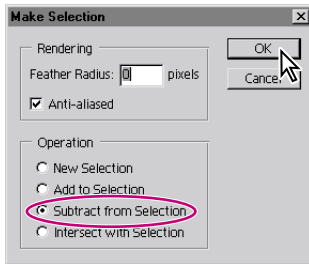 Make Selection
Rendering
Feather Radius: 0 pixels
Anti-aliased
OK
Cancel
Operation
New Selection
Add to Selection
Subtract from Selection
Intersect with Selection